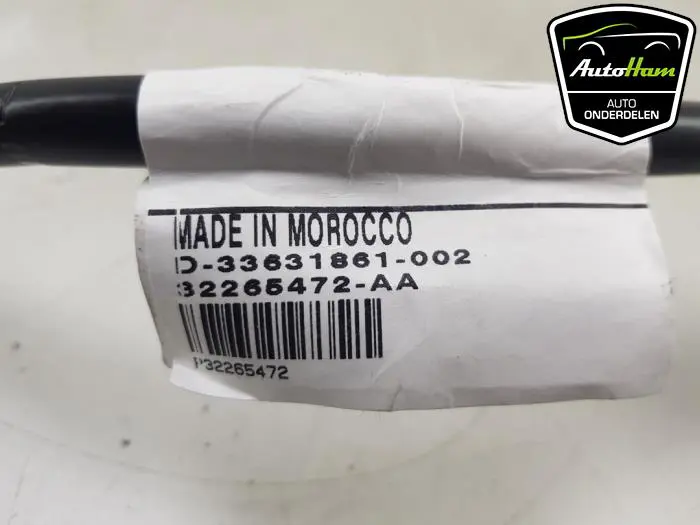 AutoHam
AUTO
ONDERDELEN
MADE IN MOROCCO
D-33631861-002
32265472-AA
P32265472